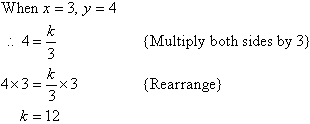 When x = 3, y = 4
∴ 4 = k/3 {Multiply both sides by 3}
4 × 3 = k/3 × 3 {Rearrange}
k = 12